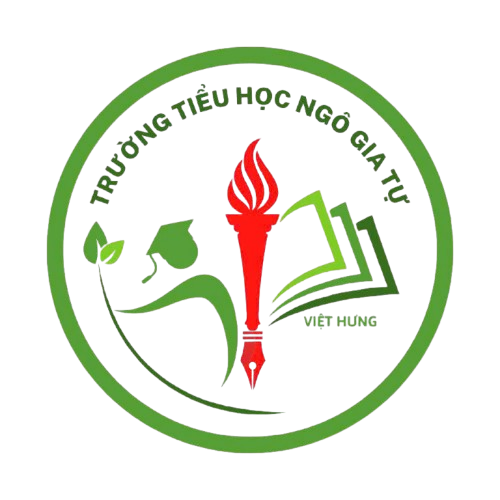 TRƯỜNG TIỂU HỌC NGÔ GIA TỰ
VIỆT HƯNG